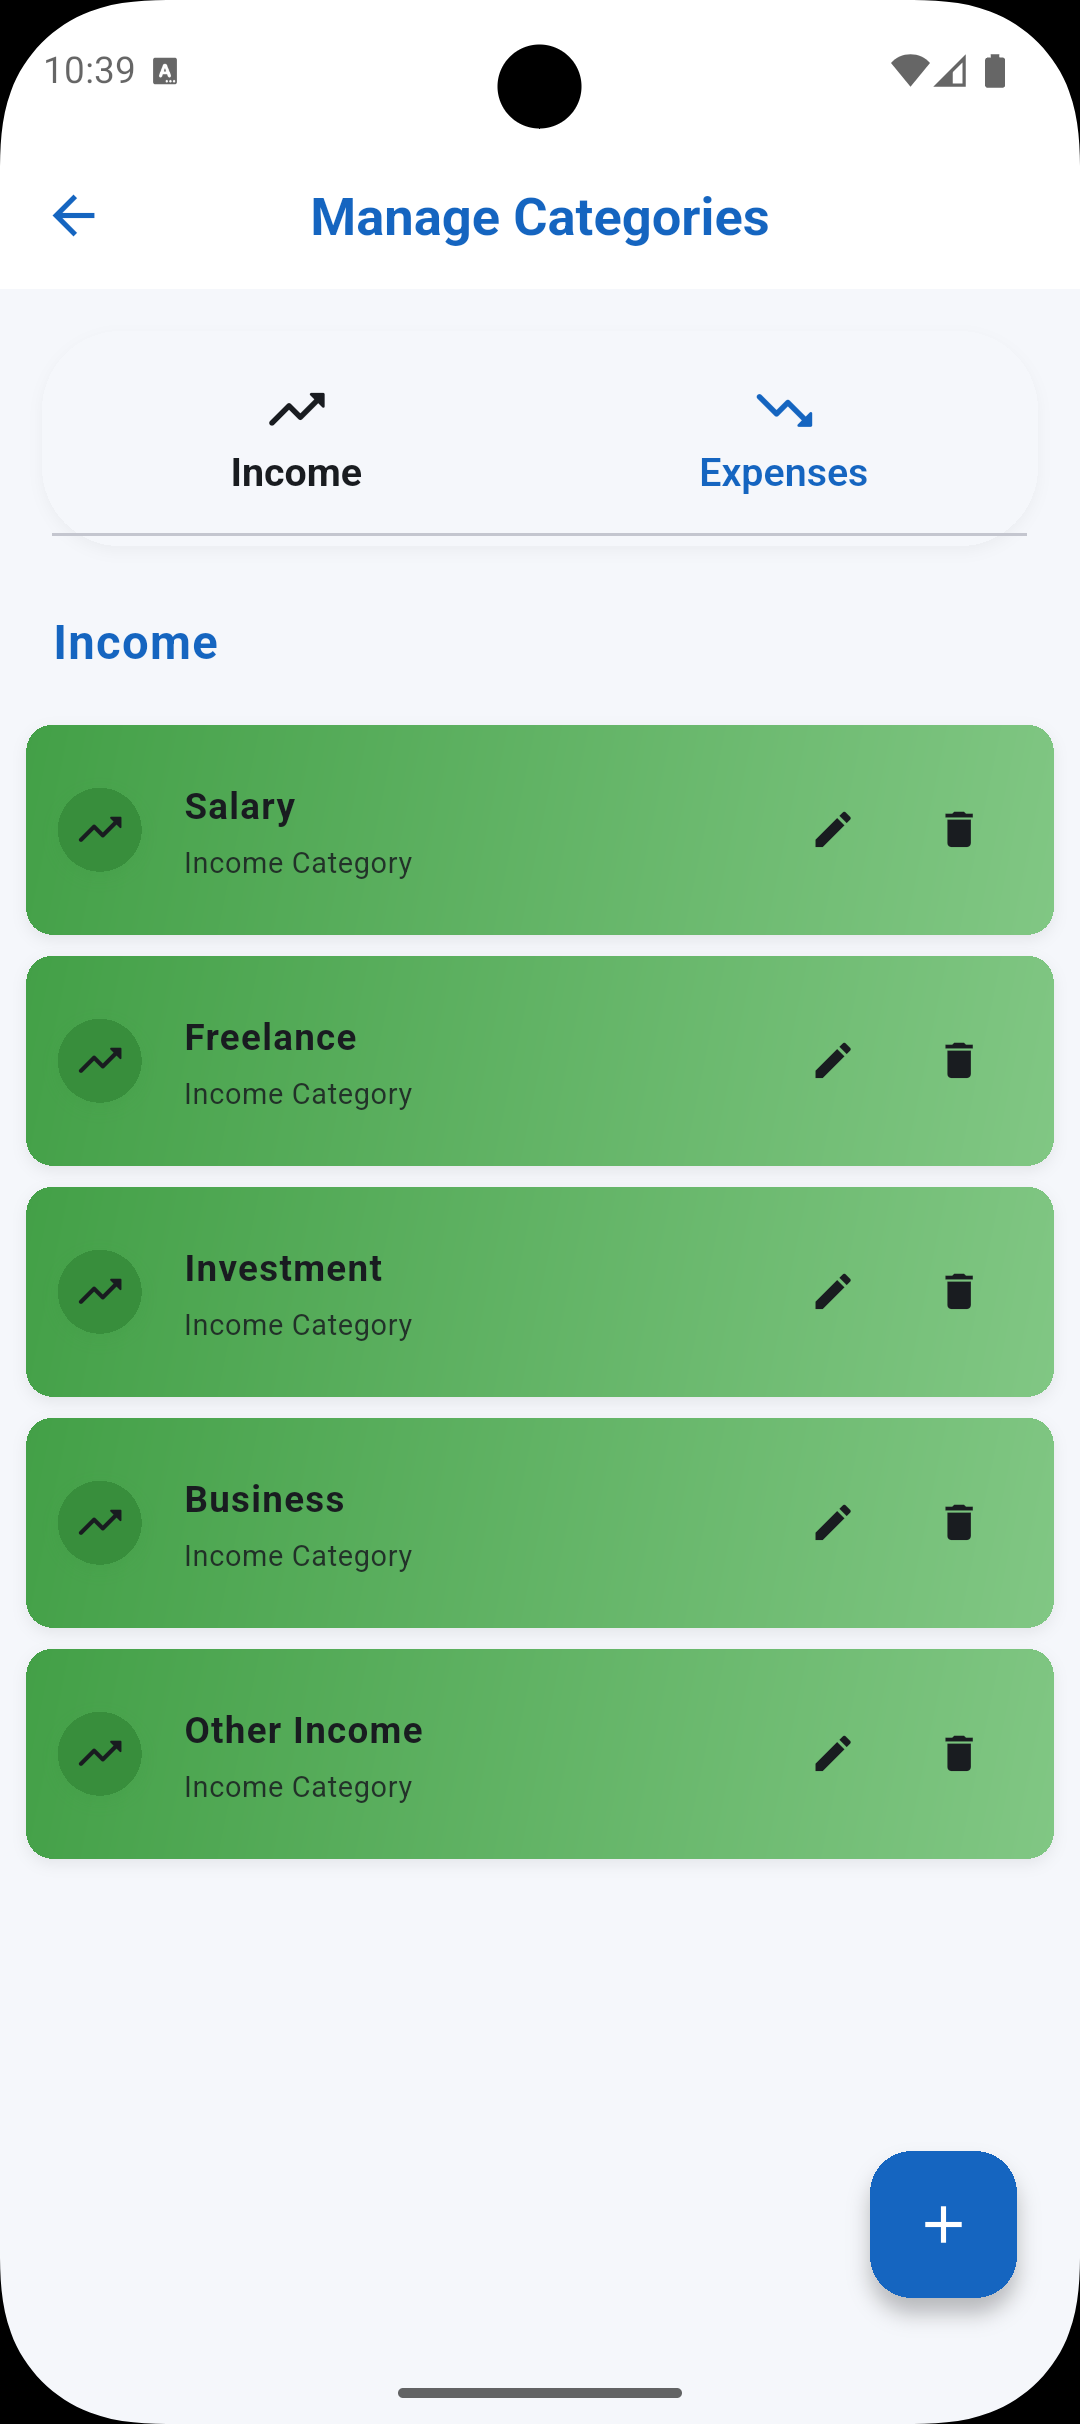 10:39
Manage Categories
Income
Expenses
Income
Salary
Income Category
Freelance
Income Category
Investment
Income Category
Business
Income Category
Other Income
Income Category